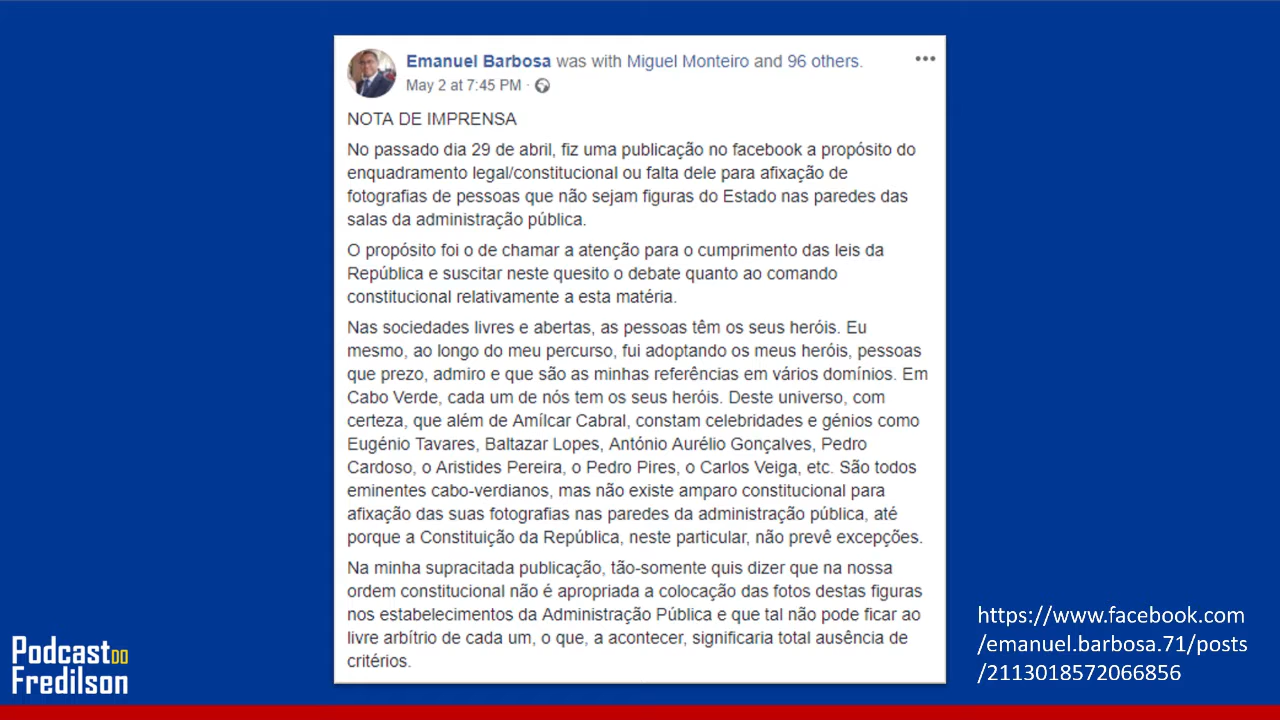 Emanuel Barbosa was with Miguel Monteiro and 96 others.
May 2 at 7:45 PM ·
NOTA DE IMPRENSA
No passado dia 29 de abril, fiz uma publicação no facebook a propósito do
enquadramento legal/constitucional ou falta dele para afixação de
fotografias de pessoas que não sejam figuras do Estado nas paredes das
salas da administração pública.
O propósito foi o de chamar a atenção para o cumprimento das leis da
República e suscitar neste quesito o debate quanto ao comando
constitucional relativamente a esta matéria.
Nas sociedades livres e abertas, as pessoas têm os seus heróis. Eu
mesmo, ao longo do meu percurso, fui adoptando os meus heróis, pessoas
que prezo, admiro e que são as minhas referências em vários domínios. Em
Cabo Verde, cada um de nós tem os seus heróis. Deste universo, com
certeza, que além de Amílcar Cabral, constam celebridades e génios como
Eugénio Tavares, Baltazar Lopes, António Aurélio Gonçalves, Pedro
Cardoso, o Aristides Pereira, o Pedro Pires, o Carlos Veiga, etc. São todos
eminentes cabo-verdianos, mas não existe amparo constitucional para
afixação das suas fotografias nas paredes da administração pública, até
porque a Constituição da República, neste particular, não prevê excepções.
Na minha supracitada publicação, tão-somente quis dizer que na nossa
ordem constitucional não é apropriada a colocação das fotos destas figuras
nos estabelecimentos da Administração Pública e que tal não pode ficar ao
livre arbítrio de cada um, o que, a acontecer, significaria total ausência de
critérios.
https://www.facebook.com
/emanuel.barbosa.71/posts
/2113018572066856
Podcast DO
Fredilson